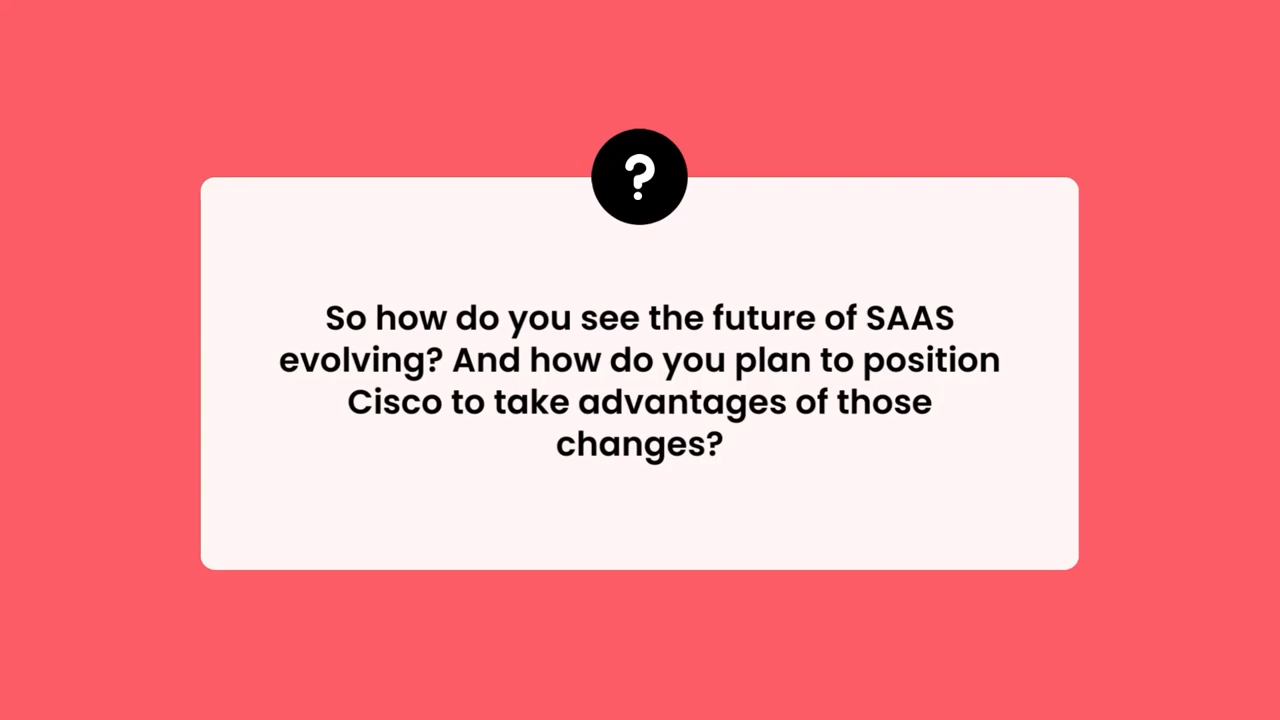 ?
So how do you see the future of SAAS
evolving? And how do you plan to position
Cisco to take advantages of those
changes?